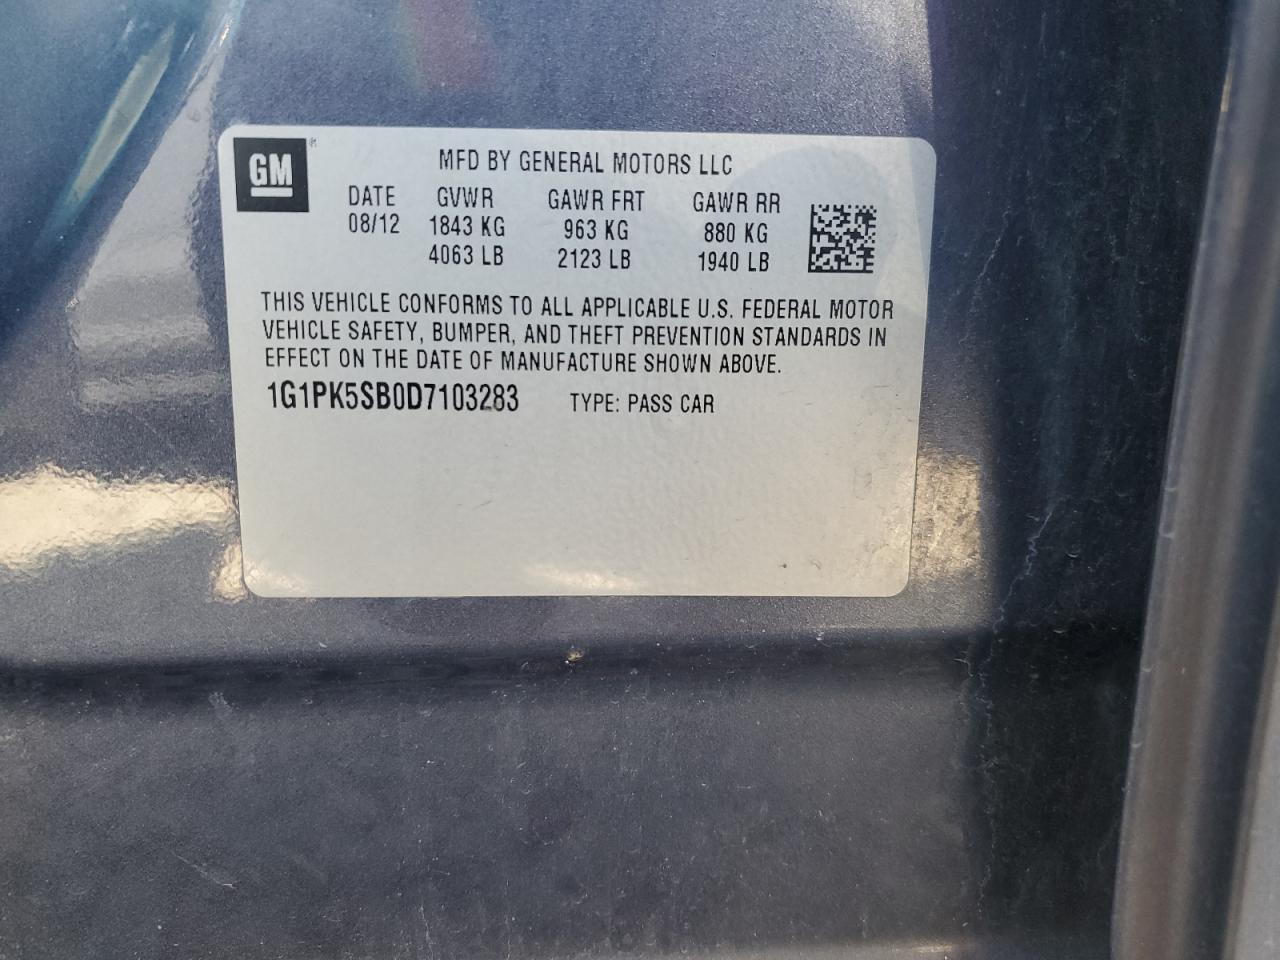 GM ®
MFD BY GENERAL MOTORS LLC
DATE GVWR GAWR FRT GAWR RR
08/12 1843 KG 963 KG 880 KG
4063 LB 2123 LB 1940 LB
THIS VEHICLE CONFORMS TO ALL APPLICABLE U.S. FEDERAL MOTOR
VEHICLE SAFETY, BUMPER, AND THEFT PREVENTION STANDARDS IN
EFFECT ON THE DATE OF MANUFACTURE SHOWN ABOVE.
1G1PK5SB0D7103283 TYPE: PASS CAR